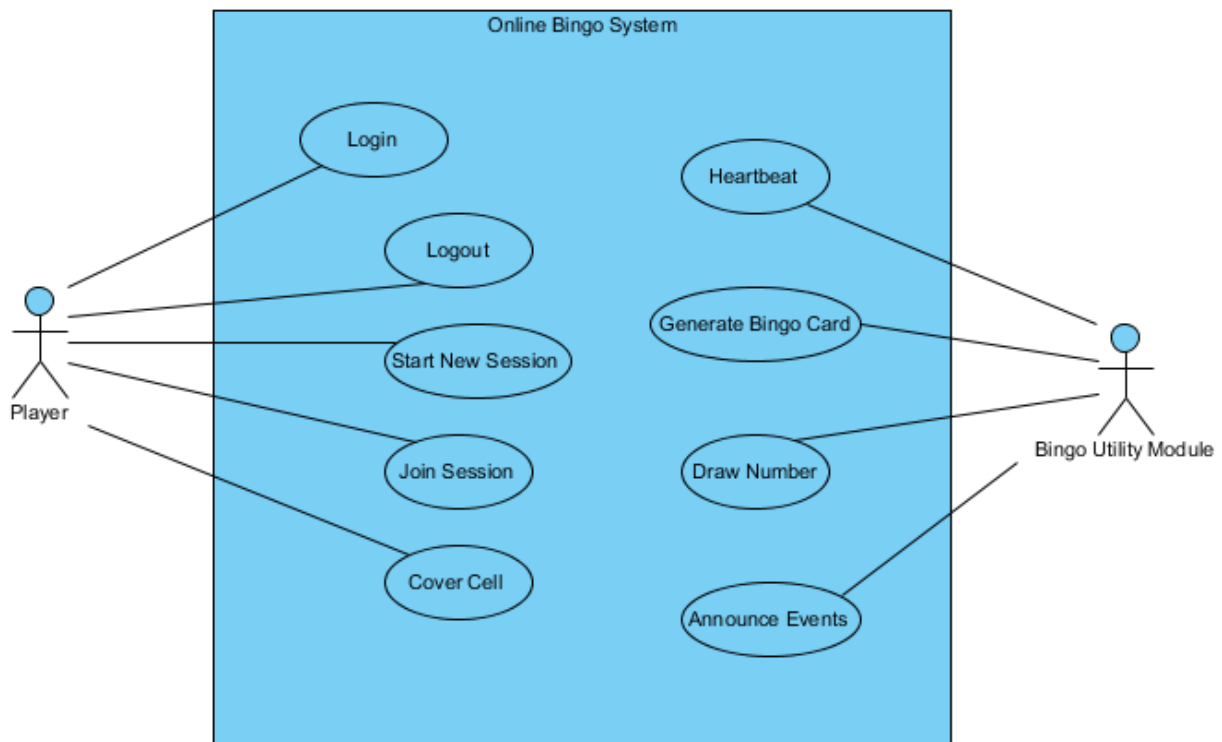 Online Bingo System
Login
Heartbeat
Logout
Generate Bingo Card
Start New Session
Player
Bingo Utility Module
Join Session
Draw Number
Cover Cell
Announce Events